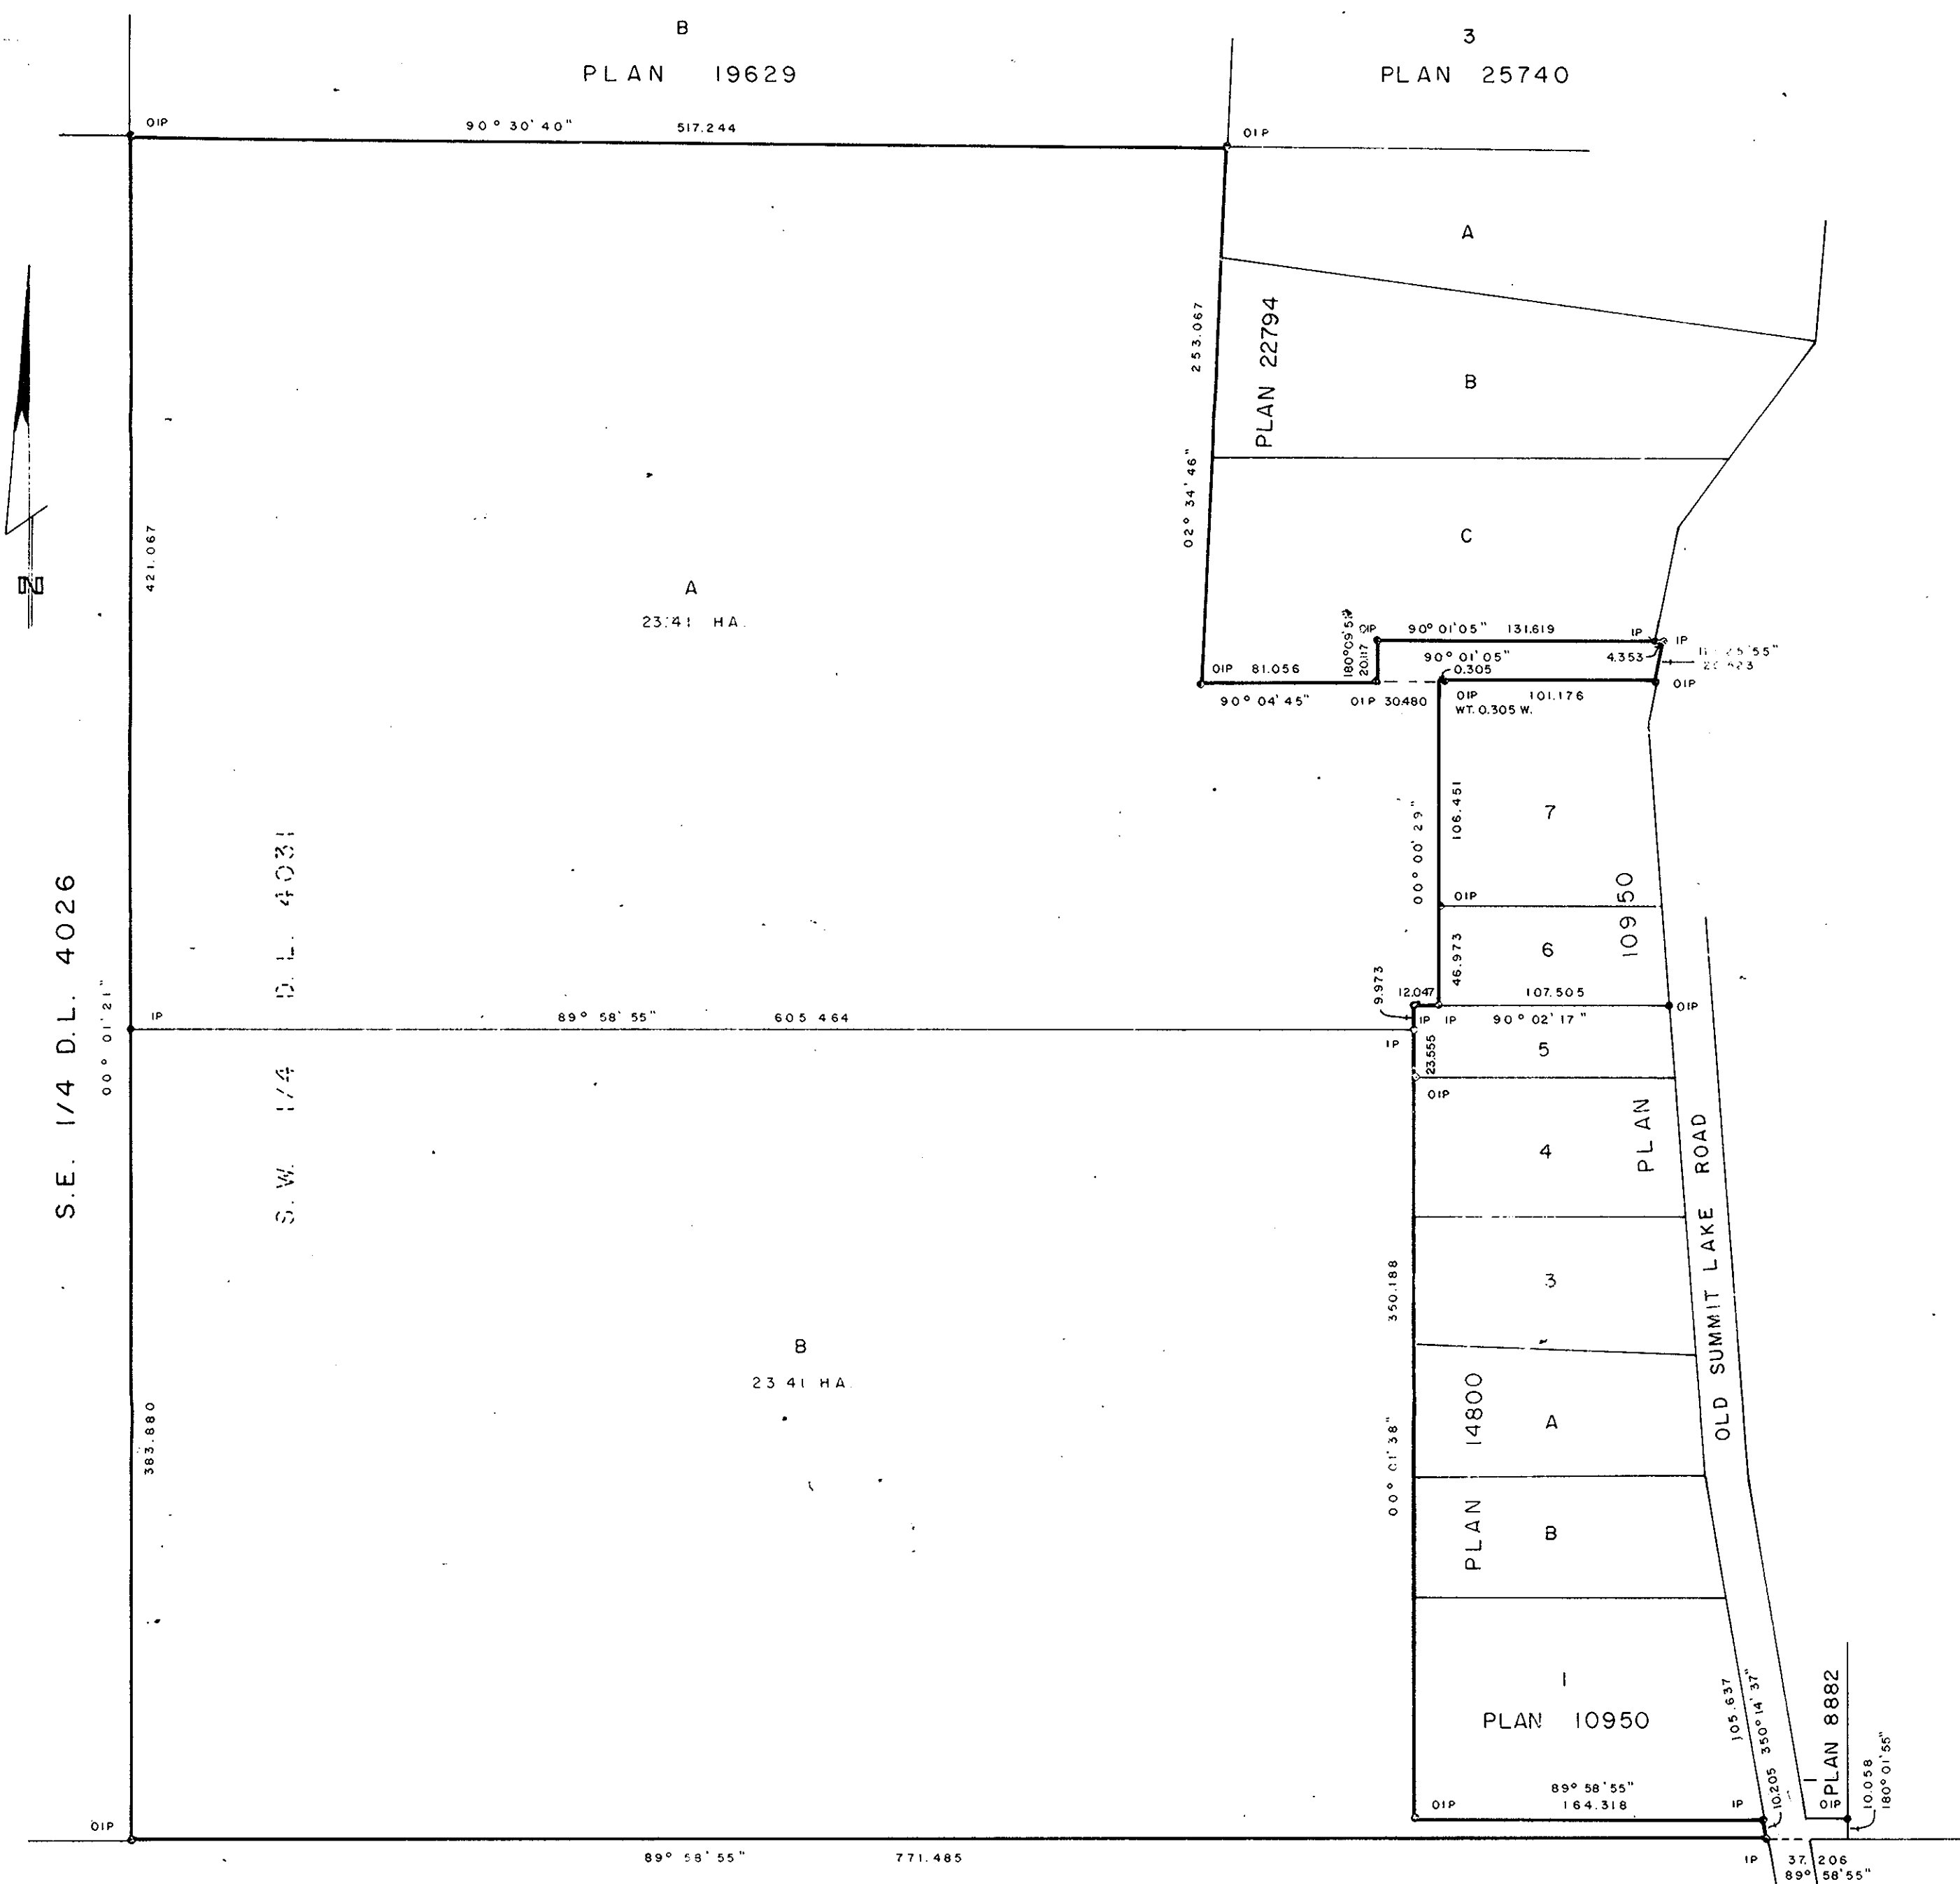 B
PLAN 19629
3
PLAN 25740
OIP
90° 30' 40" 517.244
OIP
A
253.067
PLAN 22794
B
02° 34' 46"
C
421.067
N
A
23.41 HA.
180°09'51"
20.117
OIP
90° 01'05" 131.619
IP
IP
90° 01'05"
4.353
OIP 81.056
0.305
90° 04' 45"
OIP 30.480
OIP 101.176
WT. 0.305 W.
OIP
106.451
7
00° 00' 29"
OIP
10950
6
46.973
S.E. 1/4 D.L. 4026
00° 01' 21"
S.W. 1/4 D.L. 4031
9.973
12.047
107.505
OIP
IP
89° 58' 55" 605.464
IP
IP
90° 02' 17"
IP
23.555
5
OIP
4
PLAN
OLD SUMMIT LAKE ROAD
3
350.188
B
23.41 HA.
383.880
00° 01' 38"
PLAN 14800
A
B
1
PLAN 10950
105.637
350° 14' 37"
PLAN 8882
89° 58' 55"
OIP
164.318
IP
10.205
1
OIP
10.058
180° 01' 55"
OIP
89° 58' 55" 771.485
IP
37.206
89° 58' 55"